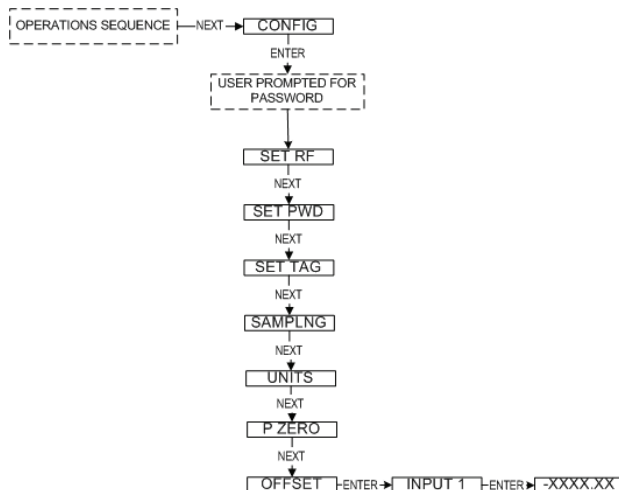 OPERATIONS SEQUENCE NEXT CONFIG
ENTER
USER PROMPTED FOR
PASSWORD
SET RF
NEXT
SET PWD
NEXT
SET TAG
NEXT
SAMPLNG
NEXT
UNITS
NEXT
P ZERO
NEXT
OFFSET ENTER INPUT 1 ENTER -XXXX.XX